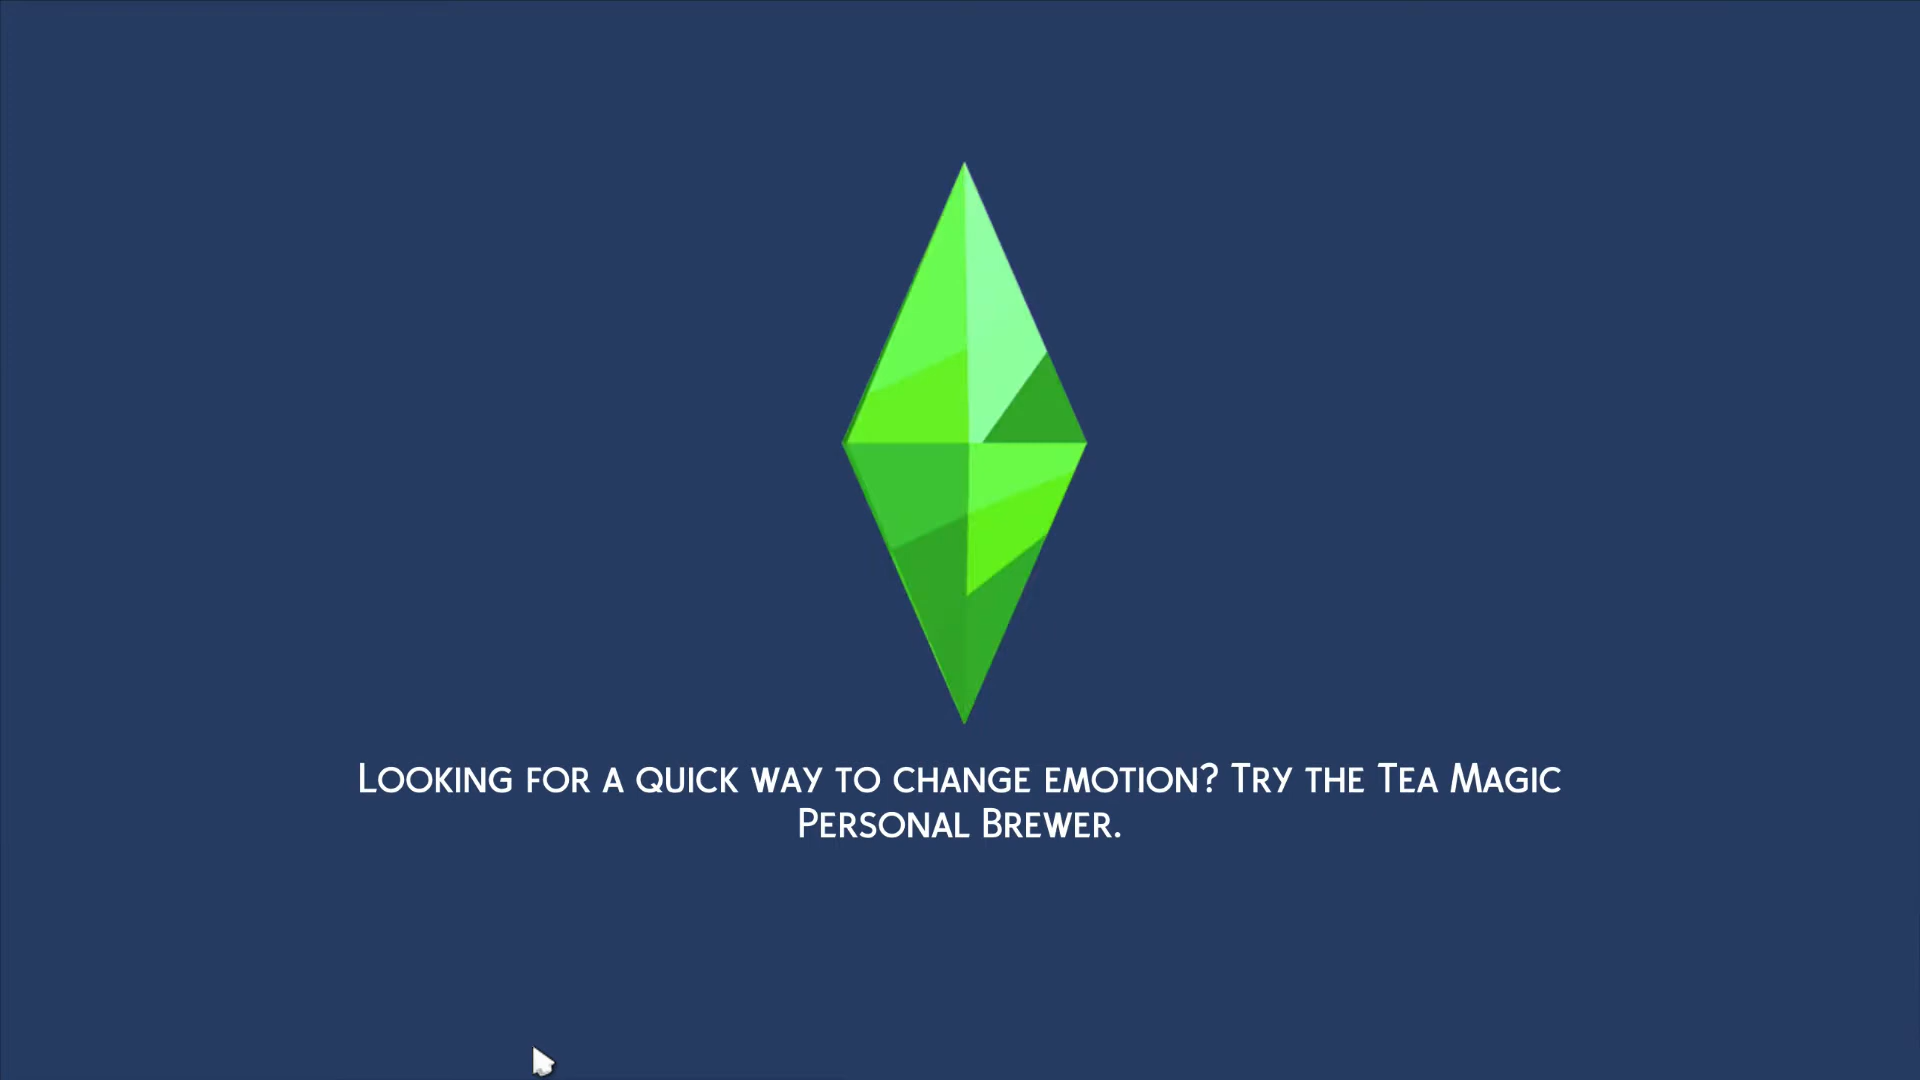 Looking for a quick way to change emotion? Try the Tea Magic
Personal Brewer.